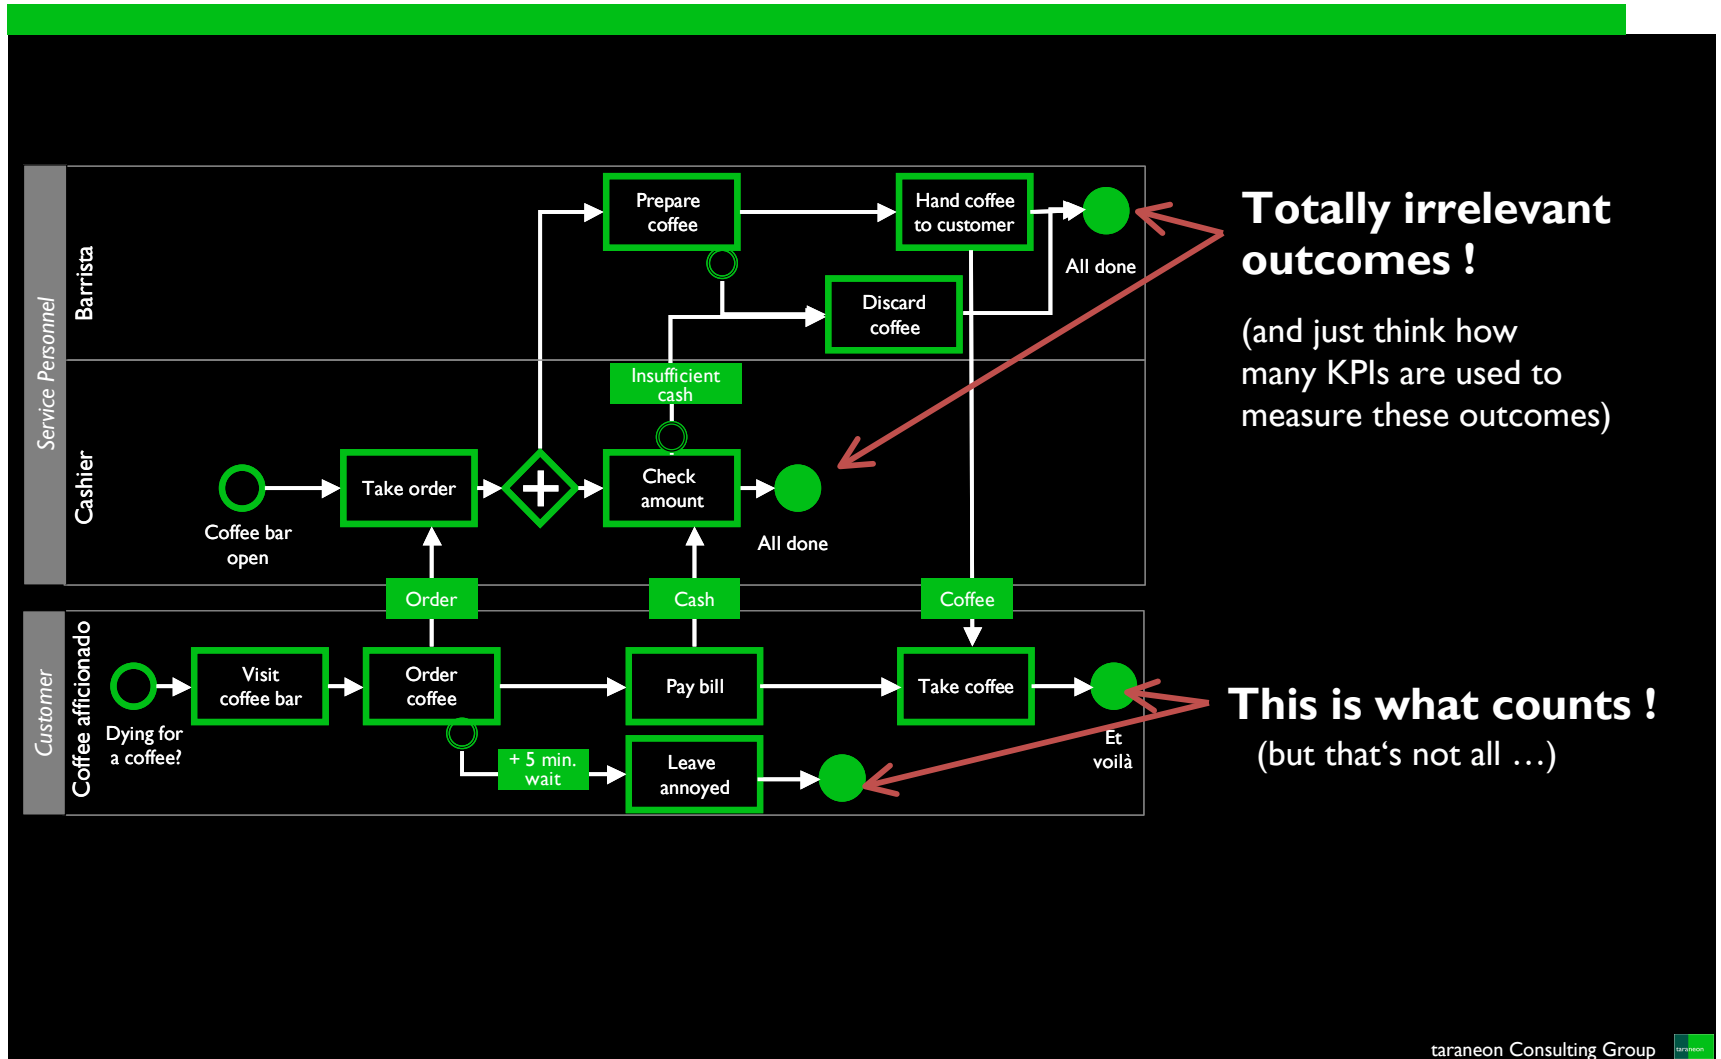 Totally irrelevant
outcomes !
(and just think how
many KPIs are used to
measure these outcomes)
This is what counts !
(but that‘s not all …)
Service Personnel
Barrista
Prepare
coffee
Hand coffee
to customer
All done
Discard
coffee
Cashier
Insufficient
cash
Coffee bar
open
Take order
Check
amount
All done
Order
Cash
Coffee
Customer
Coffee afficionado
Dying for
a coffee?
Visit
coffee bar
Order
coffee
Pay bill
Take coffee
Et
voilà
+ 5 min.
wait
Leave
annoyed
taraneon Consulting Group
taraneon